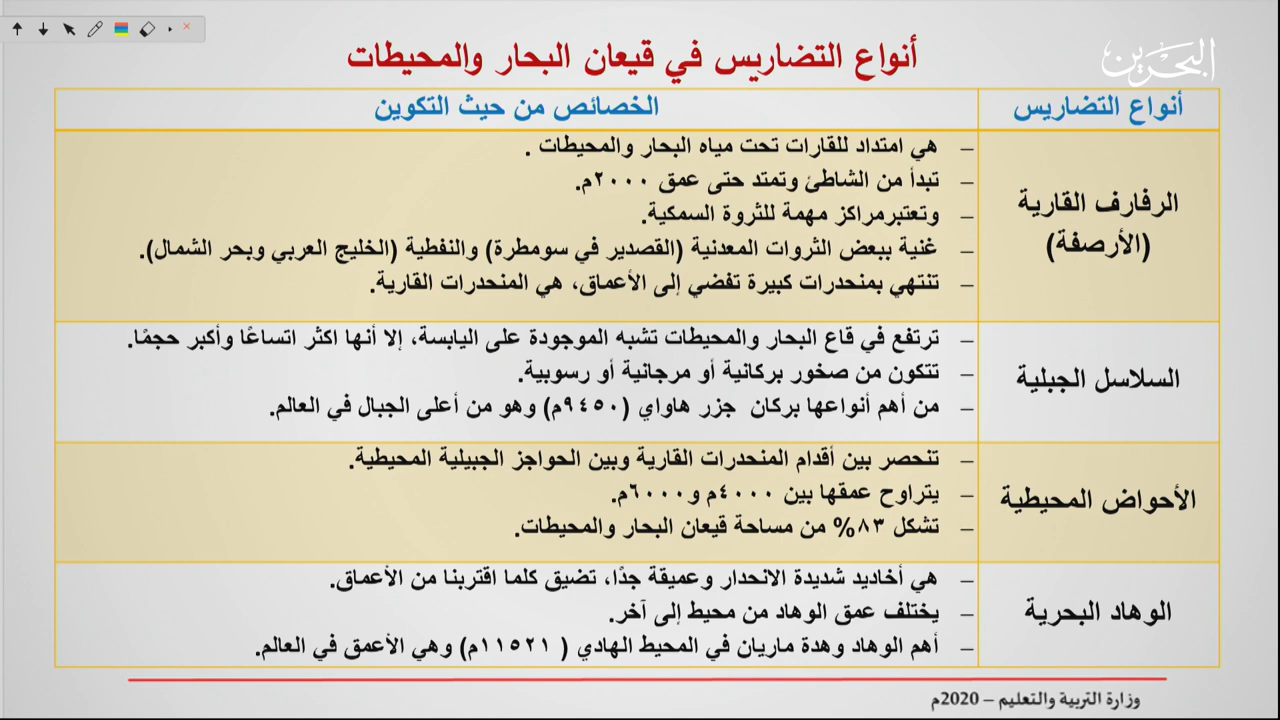 البحرين
أنواع التضاريس في قيعان البحار والمحيطات
أنواع التضاريس
الخصائص من حيث التكوين
الرفارف القارية
(الأرصفة)
– هي امتداد للقارات تحت مياه البحار والمحيطات .
– تبدأ من الشاطئ وتمتد حتى عمق ٢٠٠٠م.
– وتعتبرمراكز مهمة للثروة السمكية.
– غنية ببعض الثروات المعدنية (القصدير في سومطرة) والنفطية (الخليج العربي وبحر الشمال).
– تنتهي بمنحدرات كبيرة تفضي إلى الأعماق، هي المنحدرات القارية.
السلاسل الجبلية
– ترتفع في قاع البحار والمحيطات تشبه الموجودة على اليابسة، إلا أنها اكثر اتساعًا وأكبر حجمًا.
– تتكون من صخور بركانية أو مرجانية أو رسوبية.
– من أهم أنواعها بركان جزر هاواي (٩٤٥٠م) وهو من أعلى الجبال في العالم.
الأحواض المحيطية
– تنحصر بين أقدام المنحدرات القارية وبين الحواجز الجبيلية المحيطية.
– يتراوح عمقها بين ٤٠٠٠م و٦٠٠٠م.
– تشكل ٨٣% من مساحة قيعان البحار والمحيطات.
الوهاد البحرية
– هي أخاديد شديدة الانحدار وعميقة جدًا، تضيق كلما اقتربنا من الأعماق.
– يختلف عمق الوهاد من محيط إلى آخر.
– أهم الوهاد وهدة ماريان في المحيط الهادي ( ١١٥٢١م) وهي الأعمق في العالم.
وزارة التربية والتعليم – 2020م